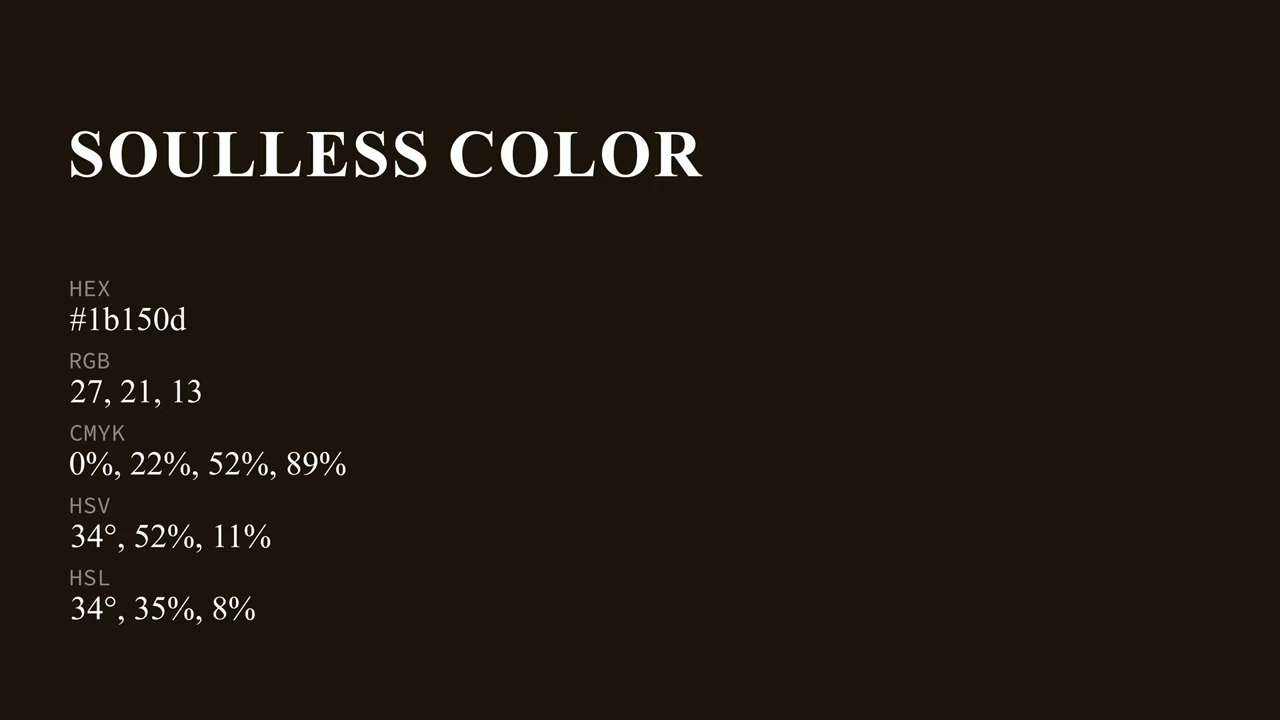 SOULLESS COLOR
HEX
#1b150d
RGB
27, 21, 13
CMYK
0%, 22%, 52%, 89%
HSV
34°, 52%, 11%
HSL
34°, 35%, 8%